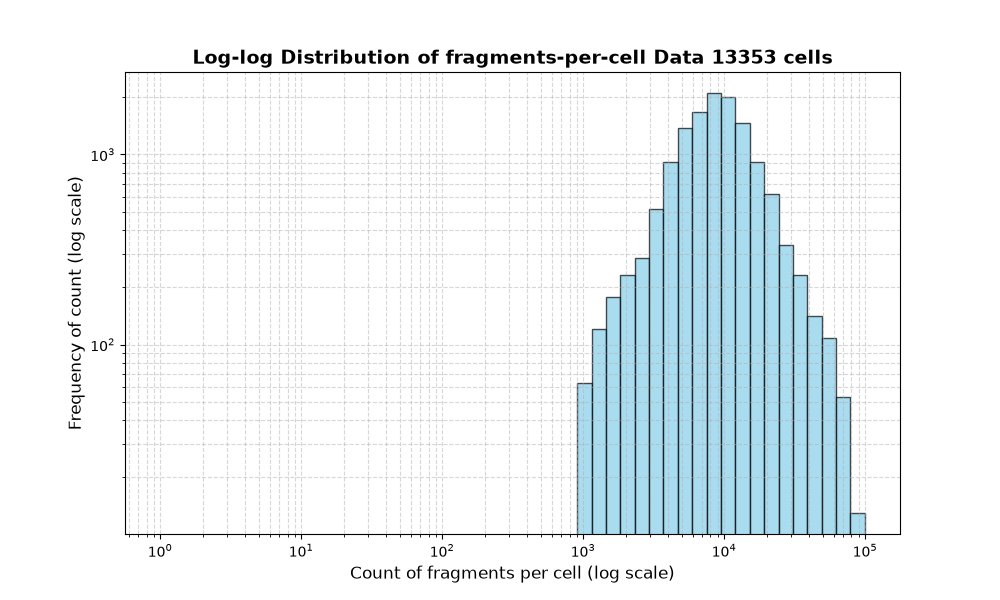 Log-log Distribution of fragments-per-cell Data 13353 cells
Frequency of count (log scale)
10³
10²
10⁰
10¹
10²
10³
10⁴
10⁵
Count of fragments per cell (log scale)